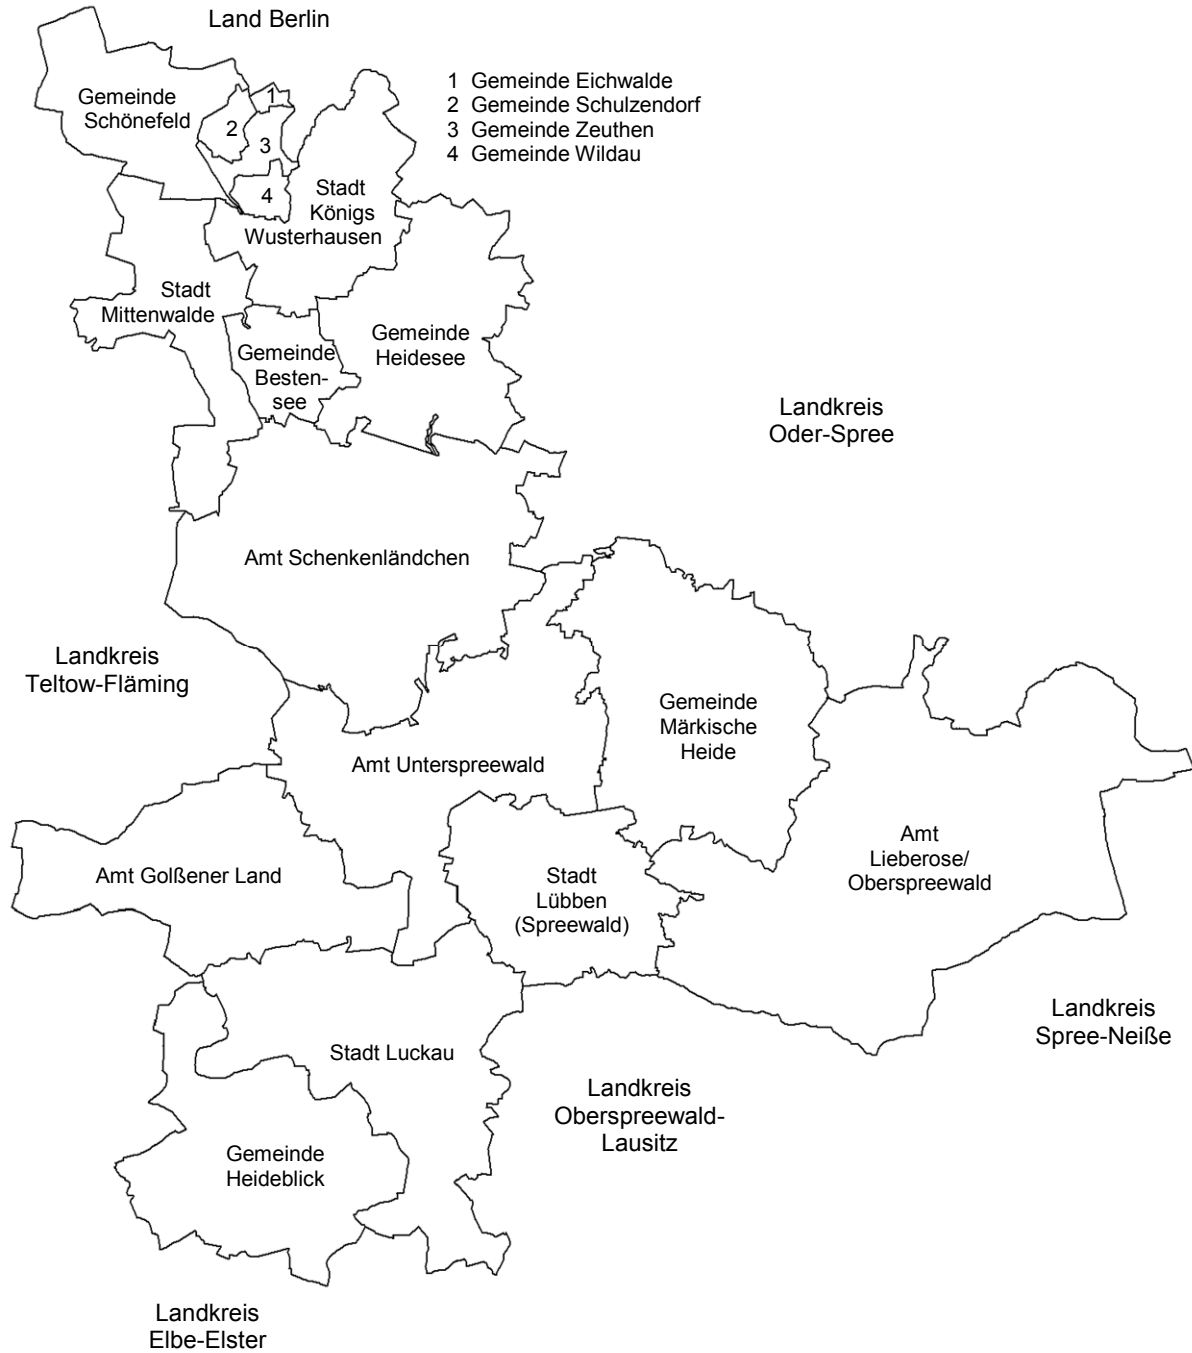 Land Berlin
1 Gemeinde Eichwalde
2 Gemeinde Schulzendorf
3 Gemeinde Zeuthen
4 Gemeinde Wildau
Gemeinde
Schönefeld
1
2
3
4
Stadt
Königs
Wusterhausen
Stadt
Mittenwalde
Gemeinde
Heidesee
Gemeinde
Besten-
see
Landkreis
Oder-Spree
Amt Schenkenländchen
Landkreis
Teltow-Fläming
Gemeinde
Märkische
Heide
Amt Unterspreewald
Amt
Lieberose/
Oberspreewald
Amt Golßener Land
Stadt
Lübben
(Spreewald)
Landkreis
Spree-Neiße
Stadt Luckau
Landkreis
Oberspreewald-
Lausitz
Gemeinde
Heideblick
Landkreis
Elbe-Elster